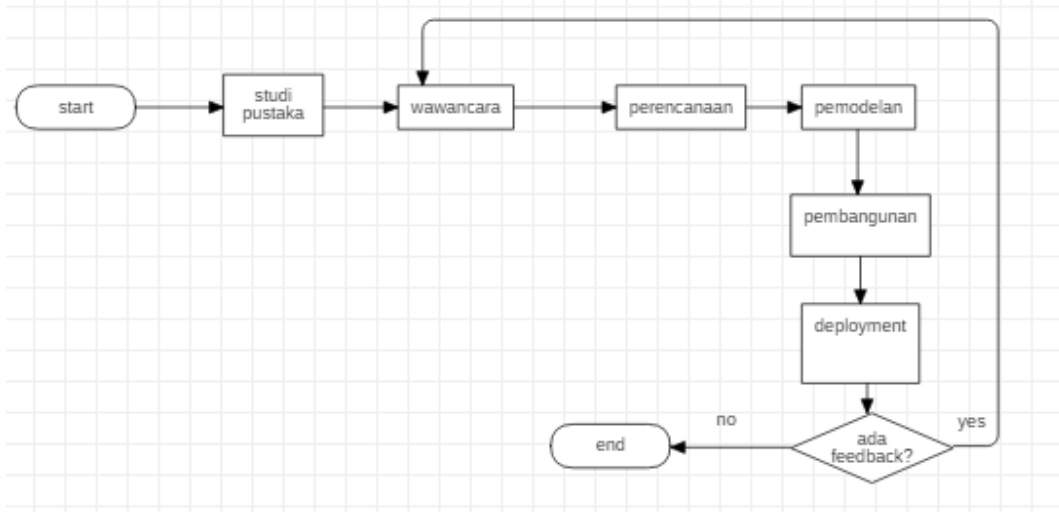 start
studi
pustaka
wawancara
perencanaan
pemodelan
pembangunan
deployment
ada
feedback?
yes
no
end